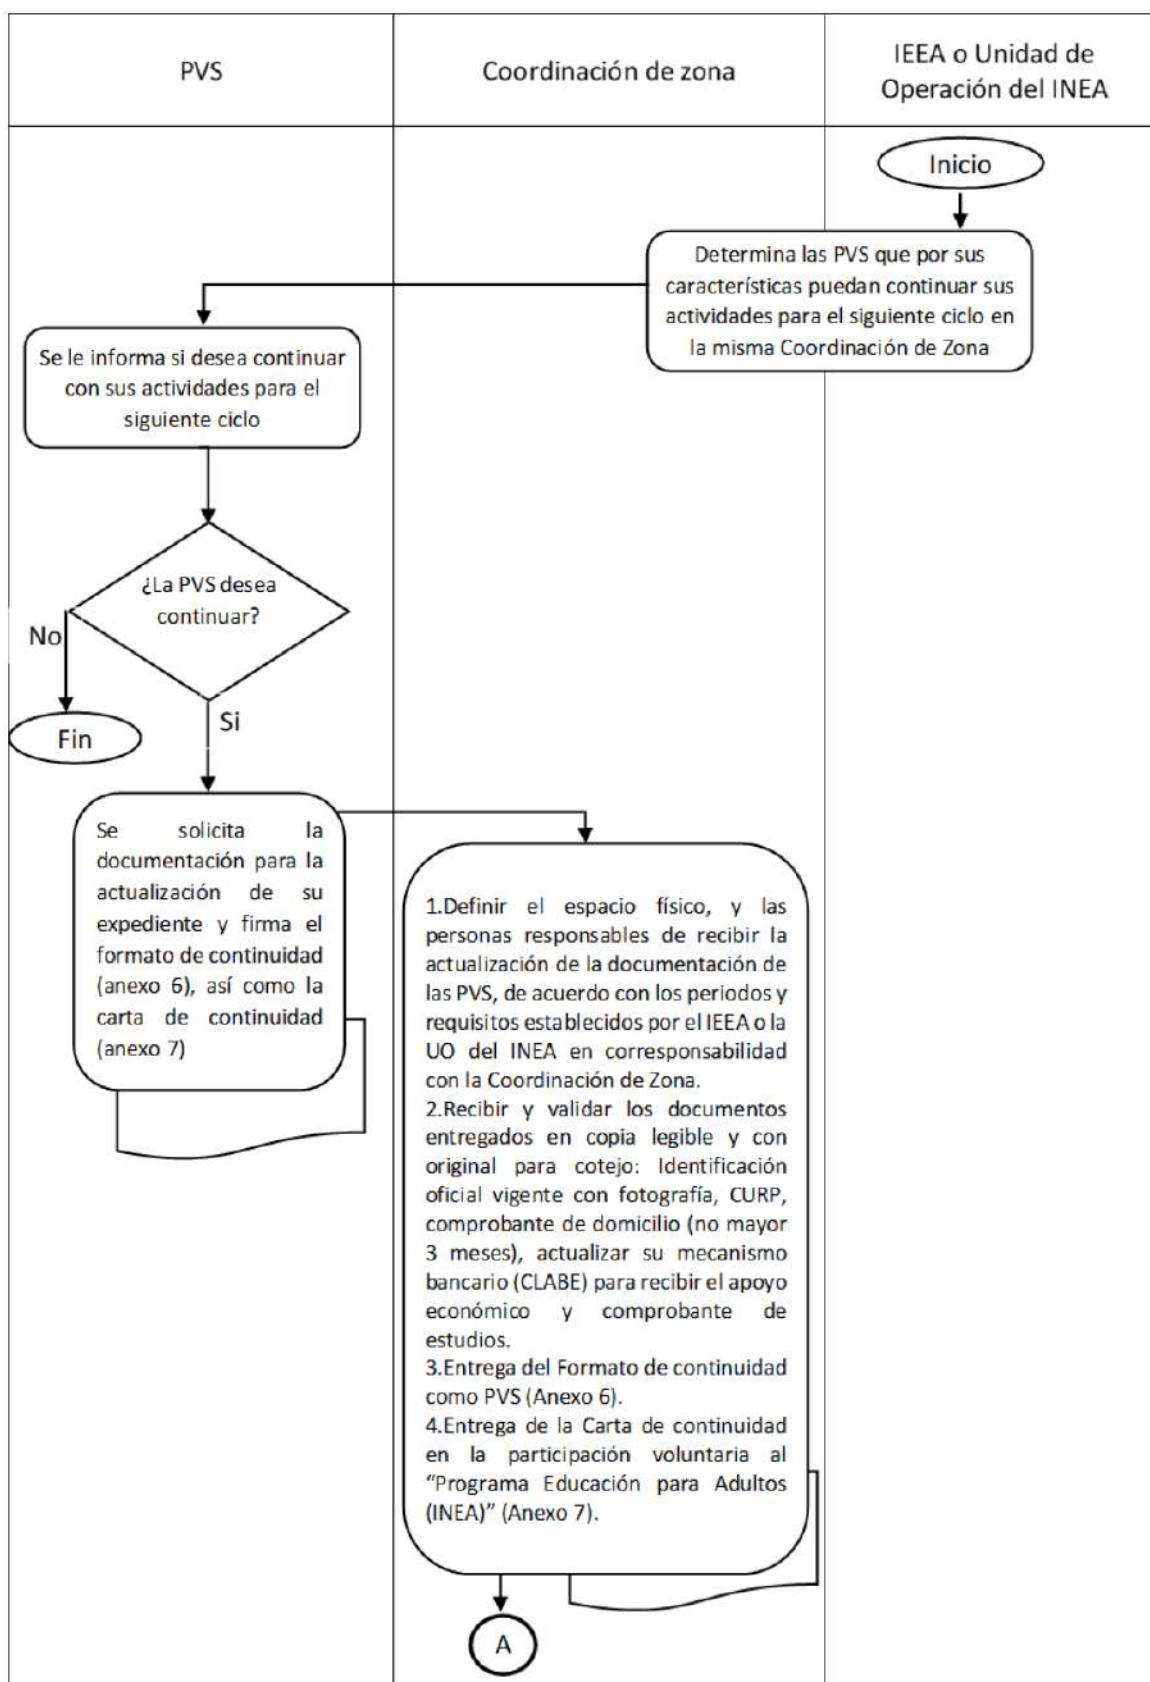 PVS
Coordinación de zona
IEEA o Unidad de
Operación del INEA
Inicio
Determina las PVS que por sus
características puedan continuar sus
actividades para el siguiente ciclo en
la misma Coordinación de Zona
Se le informa si desea continuar
con sus actividades para el
siguiente ciclo
¿La PVS desea
continuar?
No
Fin
Si
Se solicita la
documentación para la
actualización de su
expediente y firma el
formato de continuidad
(anexo 6), así como la
carta de continuidad
(anexo 7)
1.Definir el espacio físico, y las
personas responsables de recibir la
actualización de la documentación de
las PVS, de acuerdo con los periodos y
requisitos establecidos por el IEEA o la
UO del INEA en corresponsabilidad
con la Coordinación de Zona.
2.Recibir y validar los documentos
entregados en copia legible y con
original para cotejo: Identificación
oficial vigente con fotografía, CURP,
comprobante de domicilio (no mayor
3 meses), actualizar su mecanismo
bancario (CLABE) para recibir el apoyo
económico y comprobante de
estudios.
3.Entrega del Formato de continuidad
como PVS (Anexo 6).
4.Entrega de la Carta de continuidad
en la participación voluntaria al
“Programa Educación para Adultos
(INEA)” (Anexo 7).
A